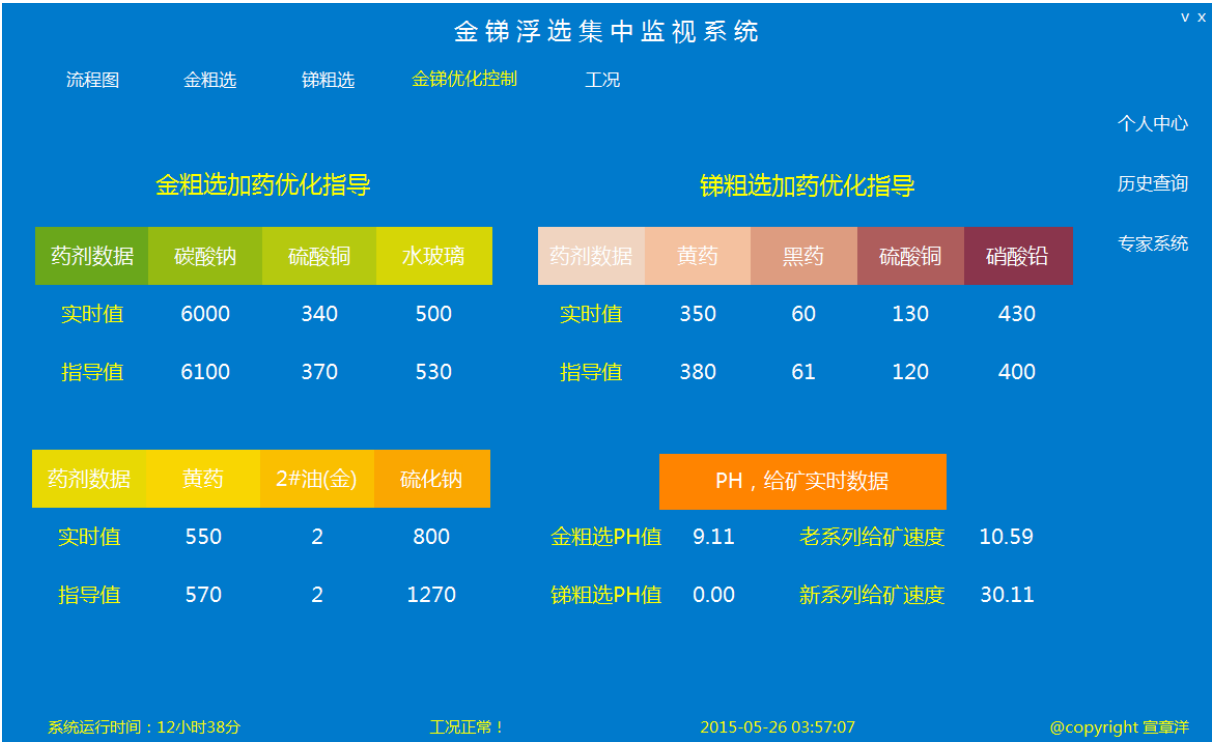 v x
金锑浮选集中监视系统
流程图 金粗选 锑粗选 金锑优化控制 工况
个人中心
历史查询
专家系统
金粗选加药优化指导
药剂数据 碳酸钠 硫酸铜 水玻璃
实时值 6000 340 500
指导值 6100 370 530
锑粗选加药优化指导
药剂数据 黄药 黑药 硫酸铜 硝酸铅
实时值 350 60 130 430
指导值 380 61 120 400
药剂数据 黄药 2#油(金) 硫化钠
实时值 550 2 800
指导值 570 2 1270
PH，给矿实时数据
金粗选PH值 9.11 老系列给矿速度 10.59
锑粗选PH值 0.00 新系列给矿速度 30.11
系统运行时间：12小时38分 工况正常！ 2015-05-26 03:57:07 @copyright 宣章洋